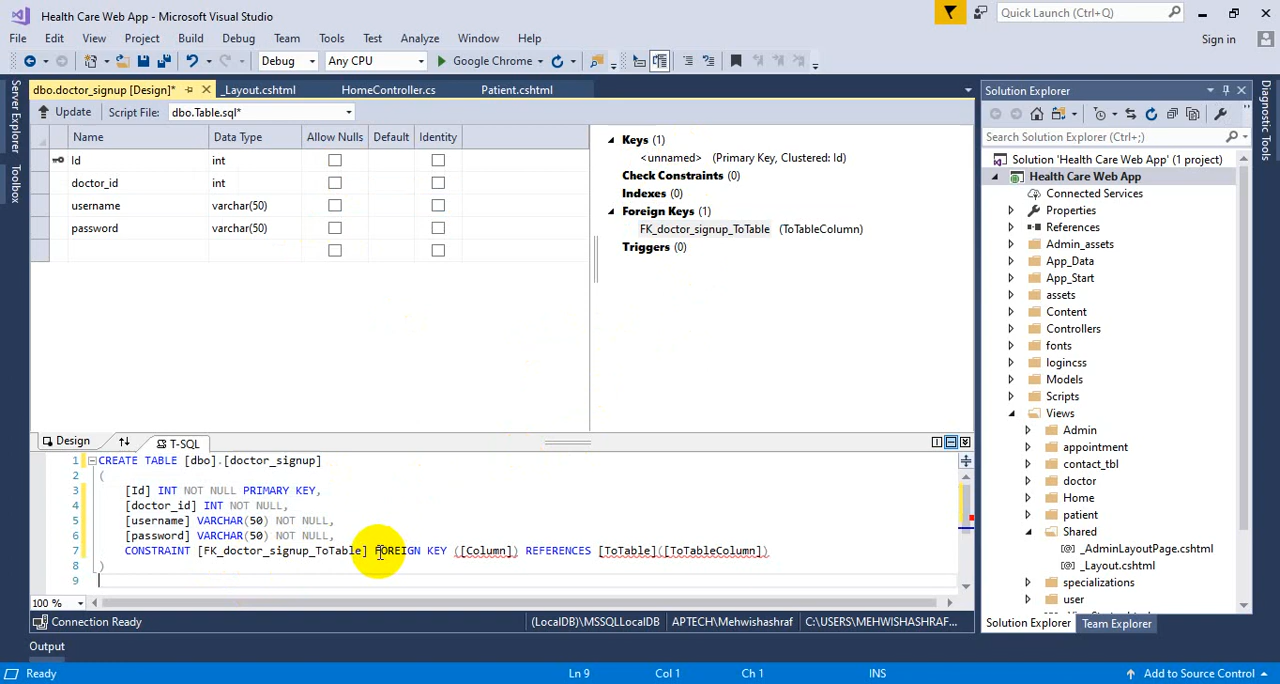 Health Care Web App - Microsoft Visual Studio
Quick Launch (Ctrl+Q)
File Edit View Project Build Debug Team Tools Test Analyze Window Help
Sign in
Debug Any CPU Google Chrome
Server Explorer
Toolbox
dbo.doctor_signup [Design]* _Layout.cshtml HomeController.cs Patient.cshtml
Update Script File: dbo.Table.sql*
Name Data Type Allow Nulls Default Identity
Id int
doctor_id int
username varchar(50)
password varchar(50)
Keys (1)
<unnamed> (Primary Key, Clustered: Id)
Check Constraints (0)
Indexes (0)
Foreign Keys (1)
FK_doctor_signup_ToTable (ToTableColumn)
Triggers (0)
Design T-SQL
1 CREATE TABLE [dbo].[doctor_signup]
2 (
3 [Id] INT NOT NULL PRIMARY KEY,
4 [doctor_id] INT NOT NULL,
5 [username] VARCHAR(50) NOT NULL,
6 [password] VARCHAR(50) NOT NULL,
7 CONSTRAINT [FK_doctor_signup_ToTable] FOREIGN KEY ([Column]) REFERENCES [ToTable]([ToTableColumn])
8 )
9
100 %
Connection Ready (LocalDB)\MSSQLLocalDB APTECH\Mehwishashraf C:\USERS\MEHWISHASHRAF...
Output
Ready Ln 9 Col 1 Ch 1 INS Add to Source Control
Solution Explorer
Search Solution Explorer (Ctrl+;)
Solution 'Health Care Web App' (1 project)
Health Care Web App
Connected Services
Properties
References
Admin_assets
App_Data
App_Start
assets
Content
Controllers
fonts
logincss
Models
Scripts
Views
Admin
appointment
contact_tbl
doctor
Home
patient
Shared
_AdminLayoutPage.cshtml
_Layout.cshtml
specializations
user
Solution Explorer Team Explorer
Diagnostic Tools